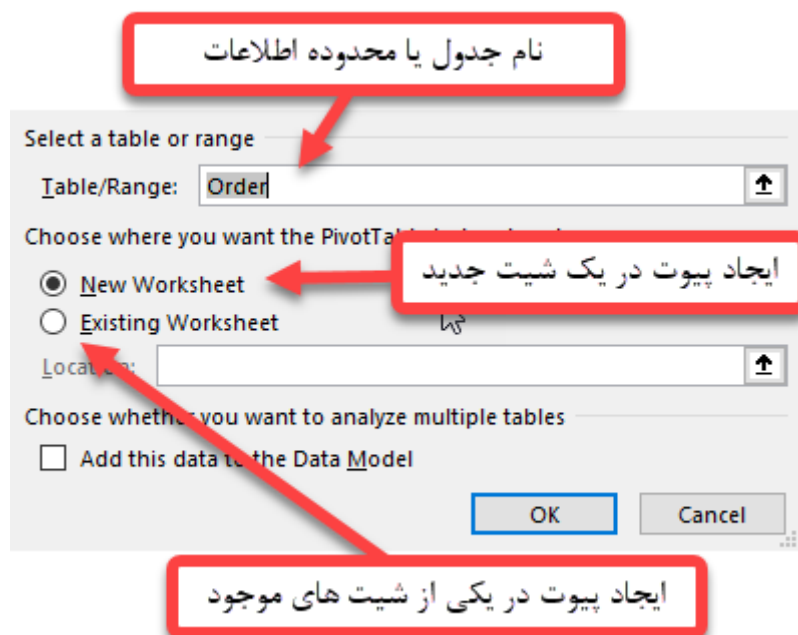 نام جدول یا محدوده اطلاعات
Select a table or range
Table/Range: Order
Choose where you want the PivotTable
ایجاد پیوت در یک شیت جدید
New Worksheet
Existing Worksheet
Location:
Choose whether you want to analyze multiple tables
Add this data to the Data Model
OK Cancel
ایجاد پیوت در یکی از شیت های موجود